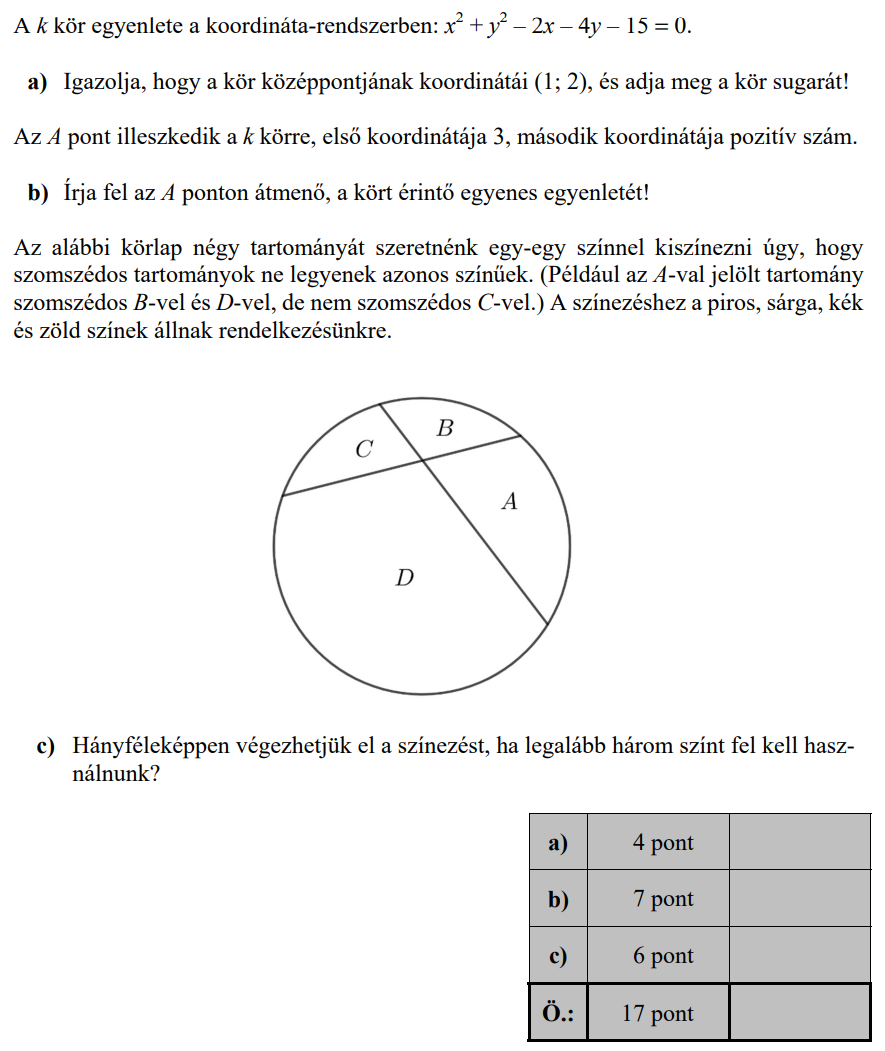 A k kör egyenlete a koordináta-rendszerben: x² + y² – 2x – 4y – 15 = 0.
a) Igazolja, hogy a kör középpontjának koordinátái (1; 2), és adja meg a kör sugarát!
Az A pont illeszkedik a k körre, első koordinátája 3, második koordinátája pozitív szám.
b) Írja fel az A ponton átmenő, a kört érintő egyenes egyenletét!
Az alábbi körlap négy tartományát szeretnénk egy-egy színnel kiszínezni úgy, hogy
szomszédos tartományok ne legyenek azonos színűek. (Például az A-val jelölt tartomány
szomszédos B-vel és D-vel, de nem szomszédos C-vel.) A színezéshez a piros, sárga, kék
és zöld színek állnak rendelkezésünkre.
B
C
A
D
c) Hányféleképpen végezhetjük el a színezést, ha legalább három színt fel kell hasz-
nálnunk?
a) 4 pont
b) 7 pont
c) 6 pont
Ö.: 17 pont